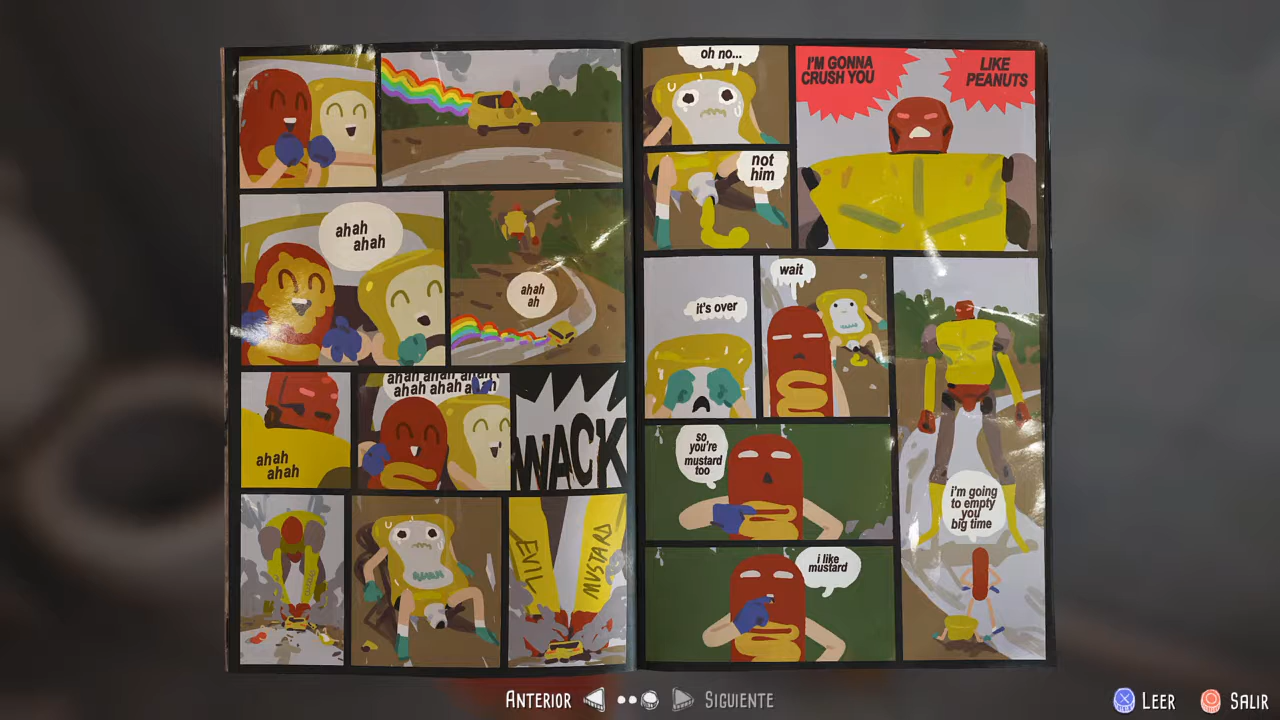 ahah
ahah
ahah
ah
ahah
ahah
ahah ahah ahah
ahah ahah ahah
WACK
EVIL
MUSTARD
oh no...
not
him
I'M GONNA
CRUSH YOU
LIKE
PEANUTS
it's over
wait
so
you're
mustard
too
i like
mustard
i'm going
to empty
you
big time
ANTERIOR
SIGUIENTE
LEER
SALIR